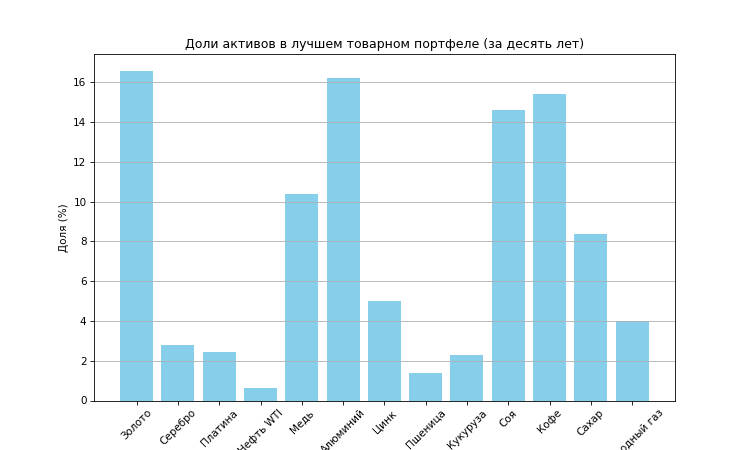 Доли активов в лучшем товарном портфеле (за десять лет)
Доля (%)
16
14
12
10
8
6
4
2
0
Золото
Серебро
Платина
Нефть WTI
Медь
Алюминий
Цинк
Пшеница
Кукуруза
Соя
Кофе
Сахар
газ